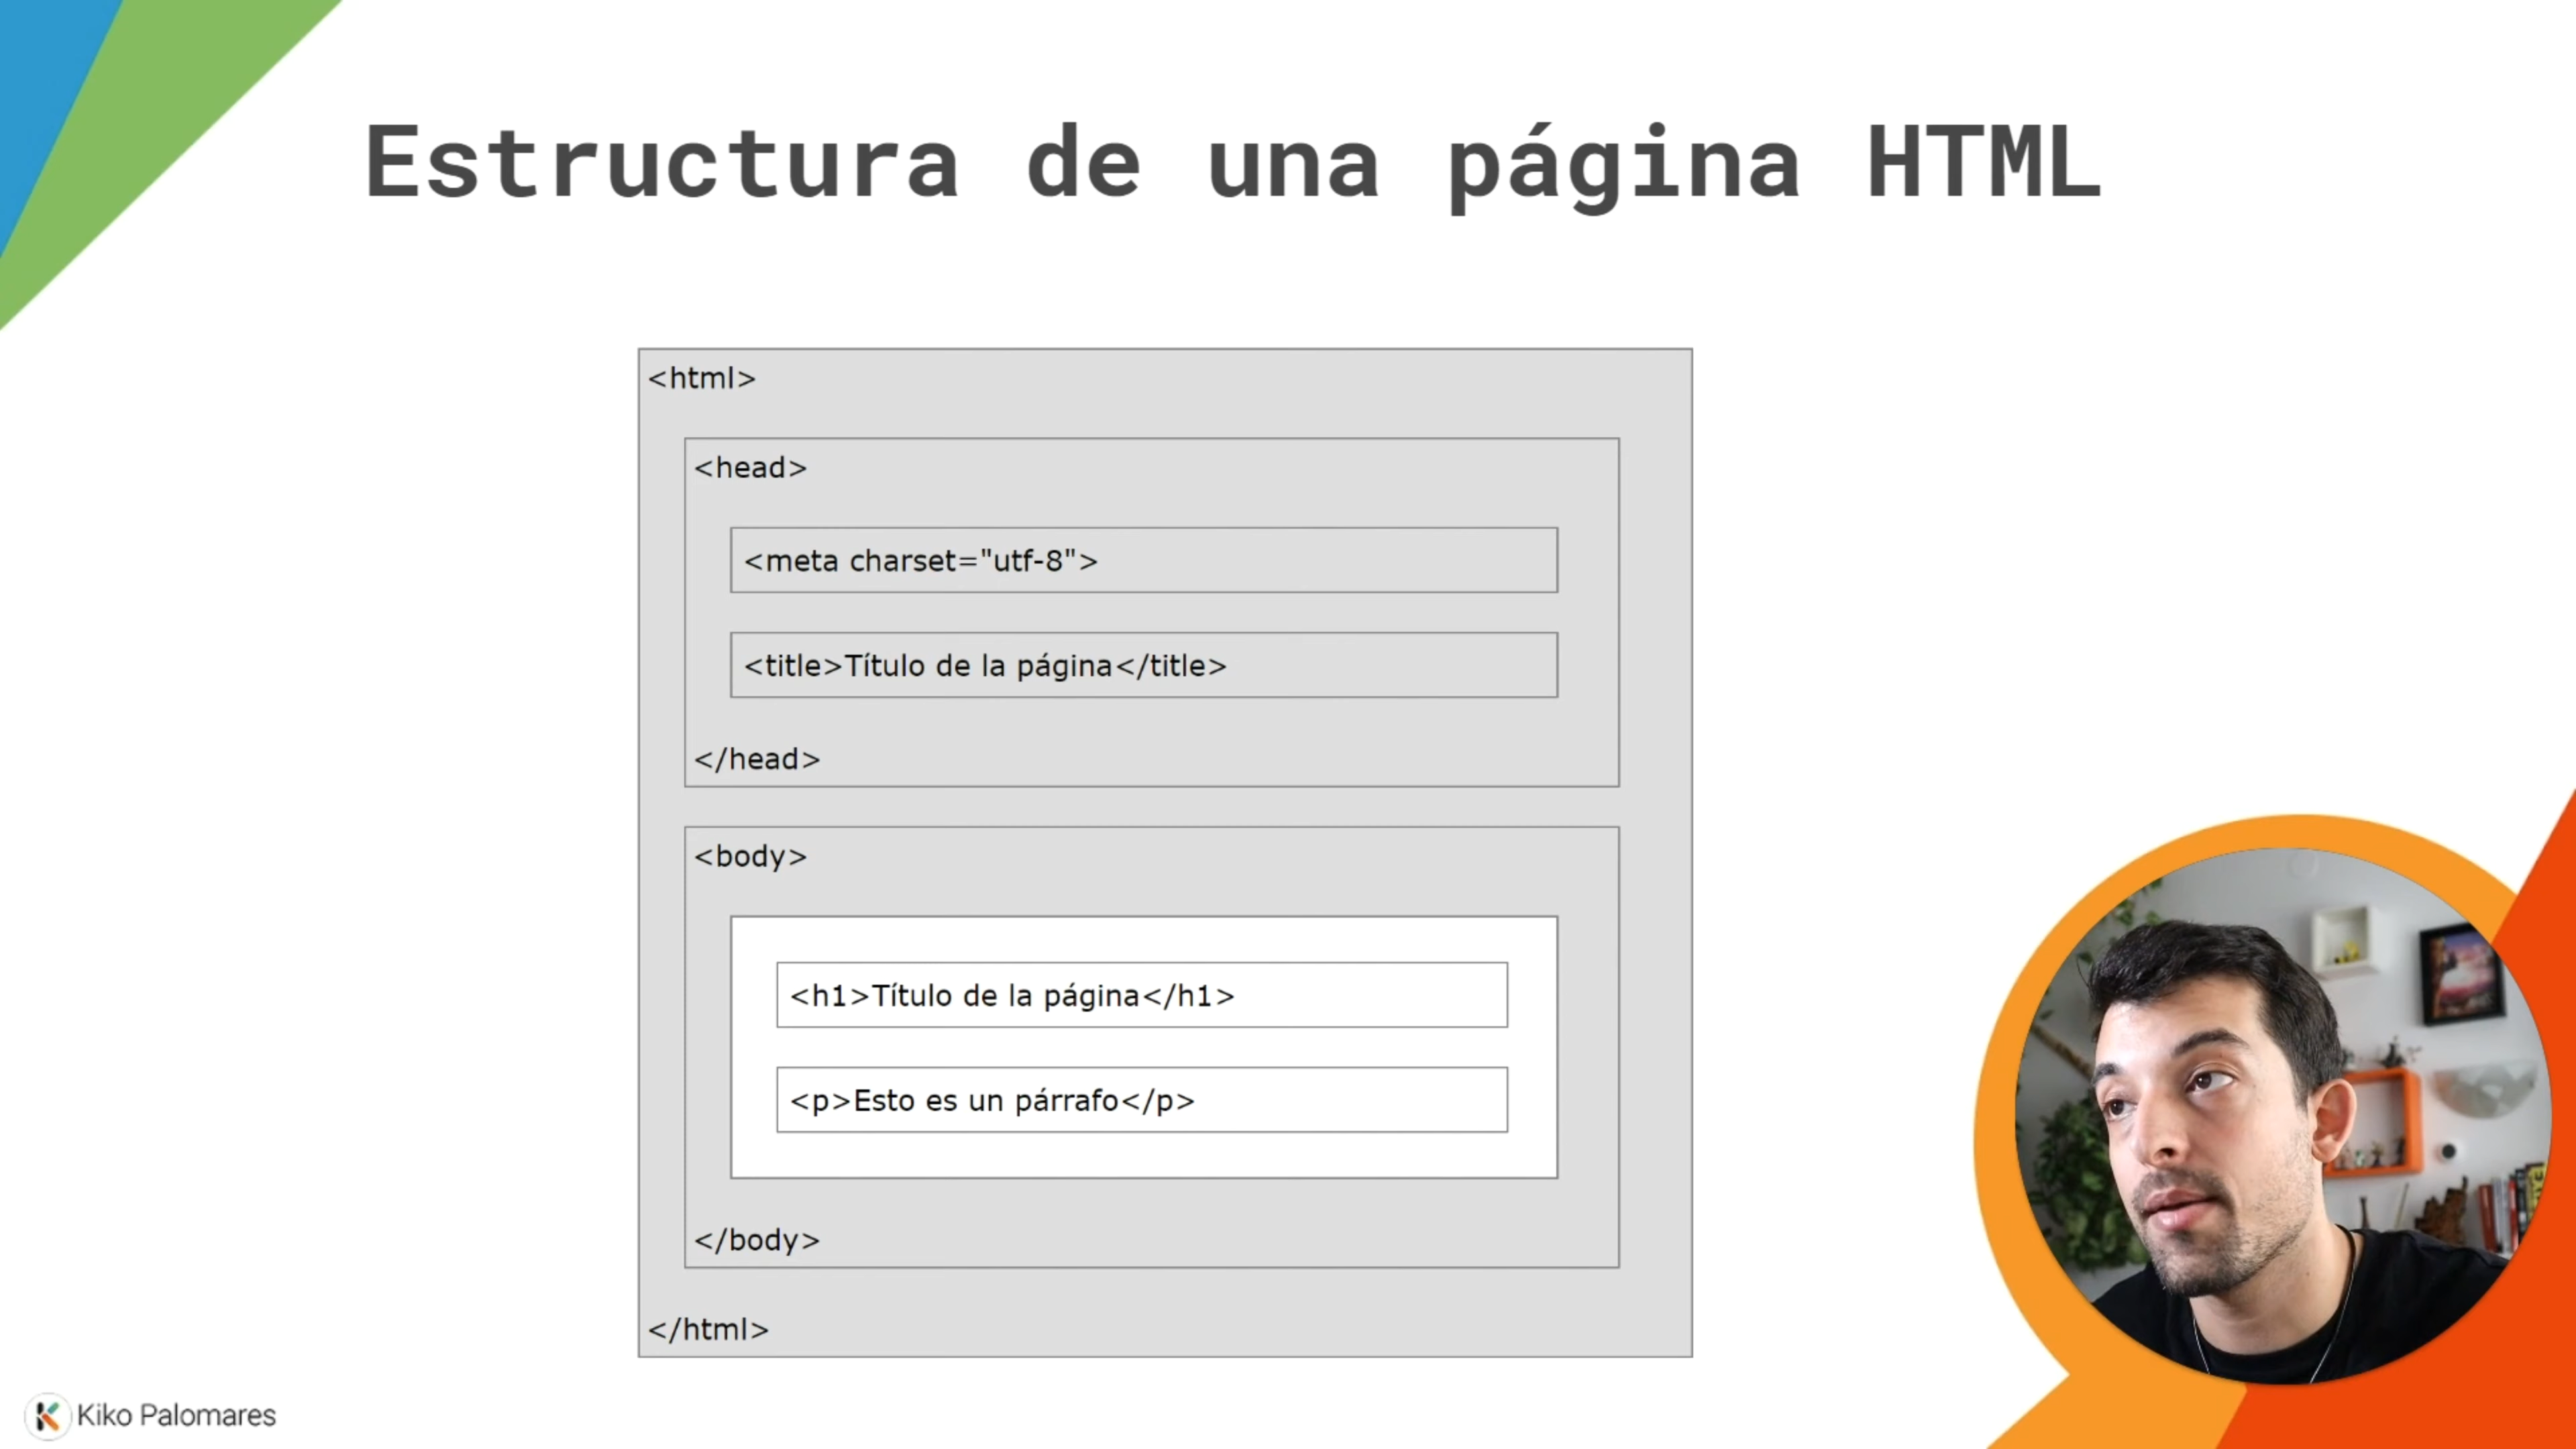 Estructura de una página HTML
<html>
<head>
<meta charset="utf-8">
<title>Título de la página</title>
</head>
<body>
<h1>Título de la página</h1>
<p>Esto es un párrafo</p>
</body>
</html>
Kiko Palomares